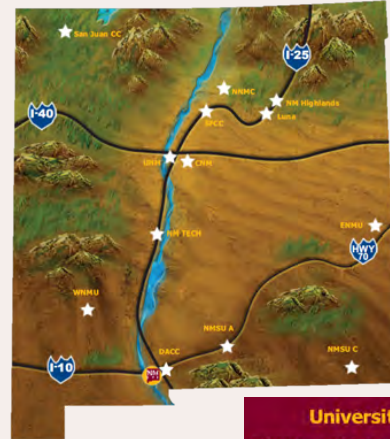 San Juan CC
I-25
NNMC
NM Highlands
Luna
SFCC
I-40
UNM
CNM
NM TECH
ENMU
HWY
70
WNMU
NMSU A
DACC
NMSU C
I-10
NM
Universit